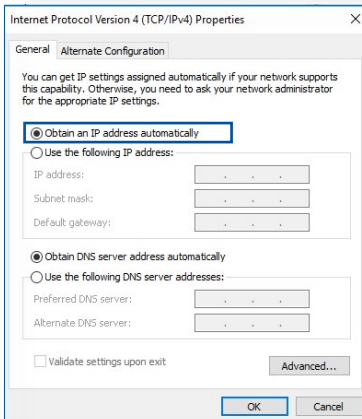 Internet Protocol Version 4 (TCP/IPv4) Properties
General
Alternate Configuration
You can get IP settings assigned automatically if your network supports
this capability. Otherwise, you need to ask your network administrator
for the appropriate IP settings.
Obtain an IP address automatically
Use the following IP address:
IP address:
Subnet mask:
Default gateway:
Obtain DNS server address automatically
Use the following DNS server addresses:
Preferred DNS server:
Alternate DNS server:
Validate settings upon exit
Advanced...
OK
Cancel